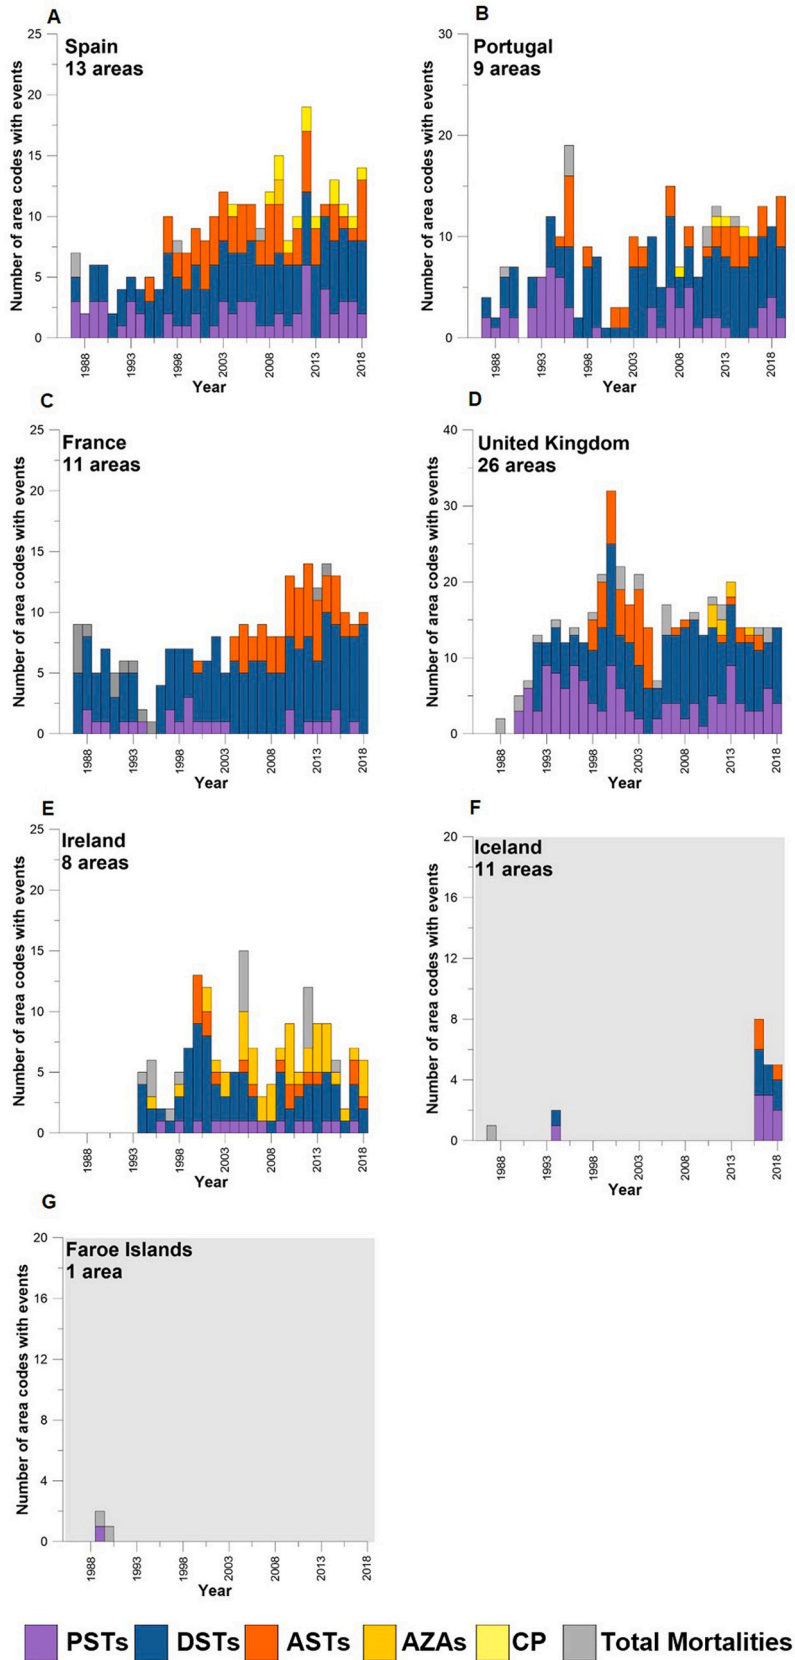 A
Number of area codes with events
25
20
15
10
5
0
Spain
13 areas
1988
1993
1998
2003
2008
2013
2018
Year
B
Number of area codes with events
30
20
10
0
Portugal
9 areas
1988
1993
1998
2003
2008
2013
2018
Year
C
Number of area codes with events
25
20
15
10
5
0
France
11 areas
1988
1993
1998
2003
2008
2013
2018
Year
D
Number of area codes with events
40
30
20
10
0
United Kingdom
26 areas
1988
1993
1998
2003
2008
2013
2018
Year
E
Number of area codes with events
25
20
15
10
5
0
Ireland
8 areas
1988
1993
1998
2003
2008
2013
2018
Year
F
Number of area codes with events
20
16
12
8
4
0
Iceland
11 areas
1988
1993
1998
2003
2008
2013
2018
Year
G
Number of area codes with events
20
16
12
8
4
0
Faroe Islands
1 area
1988
1993
1998
2003
2008
2013
2018
Year
PSTs DSTs ASTs AZAs CP Total Mortalities